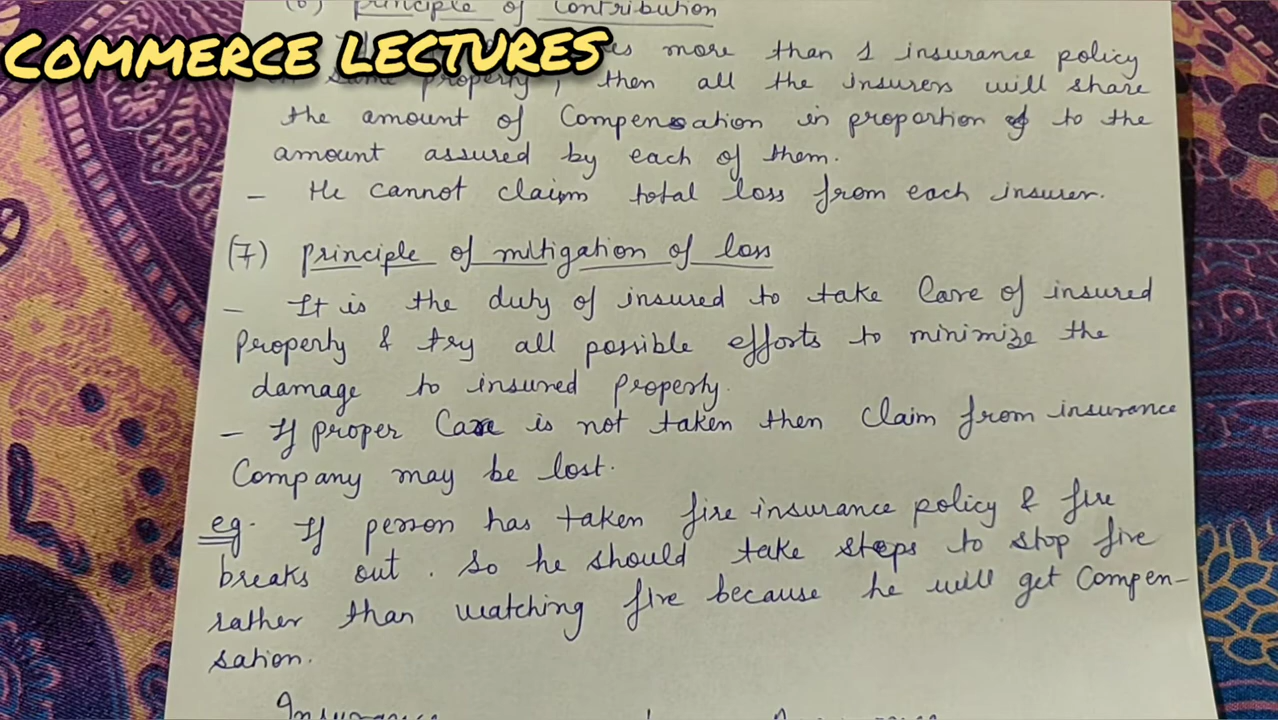 (6) principle of Contribution
COMMERCE LECTURES
more than 1 insurance policy
same property, then all the insurers will share
the amount of Compensation in proportion to the
amount assured by each of them.
- He cannot claim total loss from each insurer.
(7) principle of mitigation of loss
- It is the duty of insured to take Care of insured
Property & try all possible efforts to minimize the
damage to insured Property.
- If proper Care is not taken then Claim from insurance
Company may be lost.
eg. If person has taken fire insurance policy & fire
breaks out. So he should take steps to stop fire
rather than watching fire because he will get Compen-
sation.
Insurance